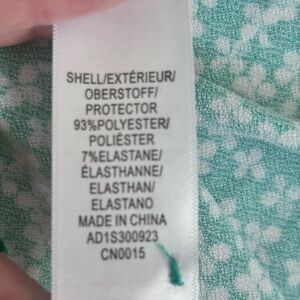 SHELL/EXTÉRIEUR/
OBERSTOFF/
PROTECTOR
93%POLYESTER/
POLIÉSTER
7%ELASTANE/
ÉLASTHANNE/
ELASTHAN/
ELASTANO
MADE IN CHINA
AD1S300923
CN0015